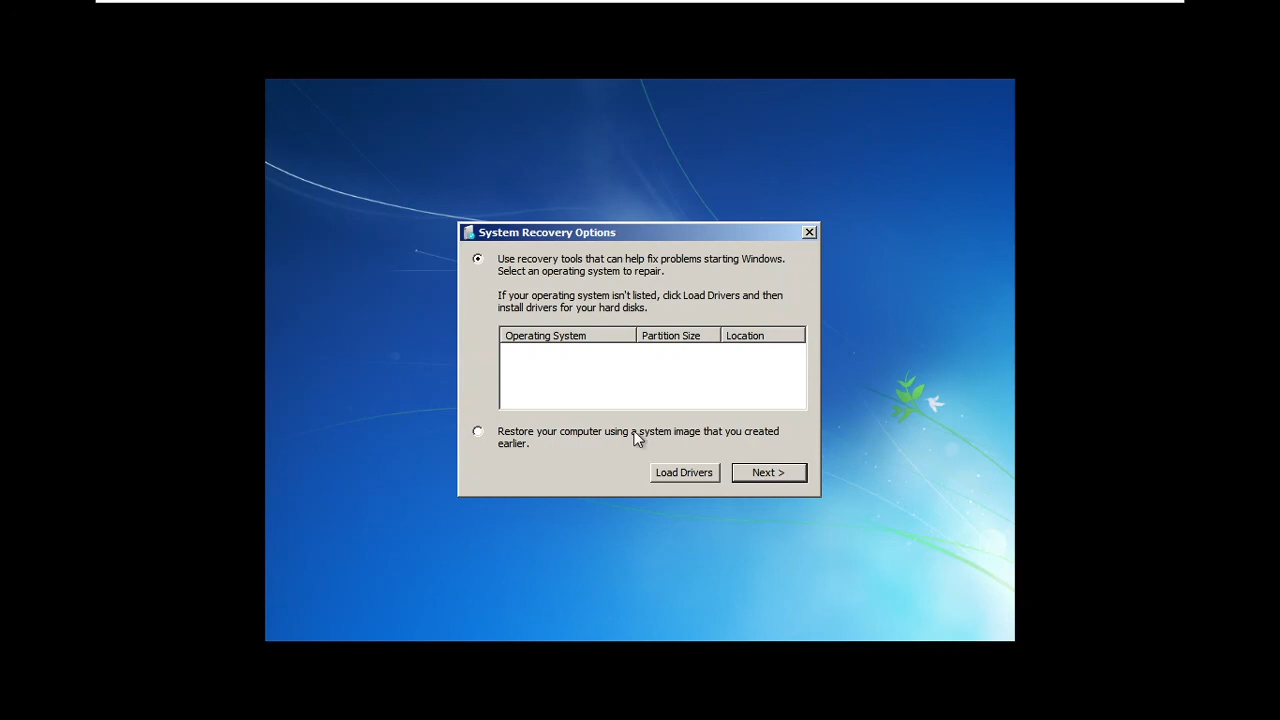 System Recovery Options
Use recovery tools that can help fix problems starting Windows.
Select an operating system to repair.
If your operating system isn't listed, click Load Drivers and then
install drivers for your hard disks.
Operating System Partition Size Location
Restore your computer using a system image that you created
earlier.
Load Drivers Next >